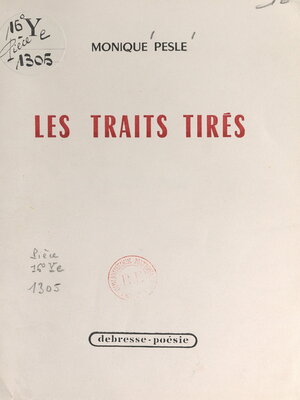 16° Ye
Pièce
1305
MONIQUE PESLE
LES TRAITS TIRÉS
Pièce
16° Ye
1305
debresse-poésie